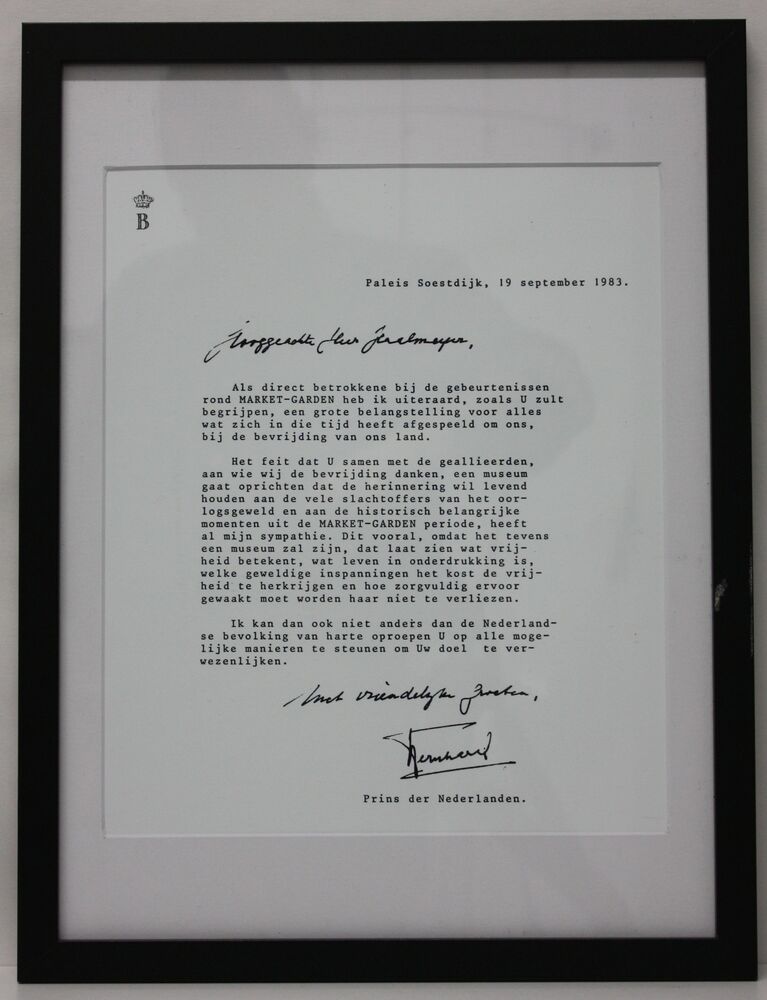 B
Paleis Soestdijk, 19 september 1983.
Hooggeachte Heer
Als direct betrokkene bij de gebeurtenissen
rond MARKET-GARDEN heb ik uiteraard, zoals U zult
begrijpen, een grote belangstelling voor alles
wat zich in die tijd heeft afgespeeld om ons,
bij de bevrijding van ons land.
Het feit dat U samen met de geallieerden,
aan wie wij de bevrijding danken, een museum
gaat oprichten dat de herinnering wil levend
houden aan de vele slachtoffers van het oor-
logsgeweld en aan de historisch belangrijke
momenten uit de MARKET-GARDEN periode, heeft
al mijn sympathie. Dit vooral, omdat het tevens
een museum zal zijn, dat laat zien wat vrij-
heid betekent, wat leven in onderdrukking is,
welke geweldige inspanningen het kost de vrij-
heid te herkrijgen en hoe zorgvuldig ervoor
gewaakt moet worden haar niet te verliezen.
Ik kan dan ook niet anders dan de Nederland-
se bevolking van harte oproepen U op alle moge-
lijke manieren te steunen om Uw doel te ver-
wezenlijken.
Met vriendelijke groeten,
Bernhard
Prins der Nederlanden.